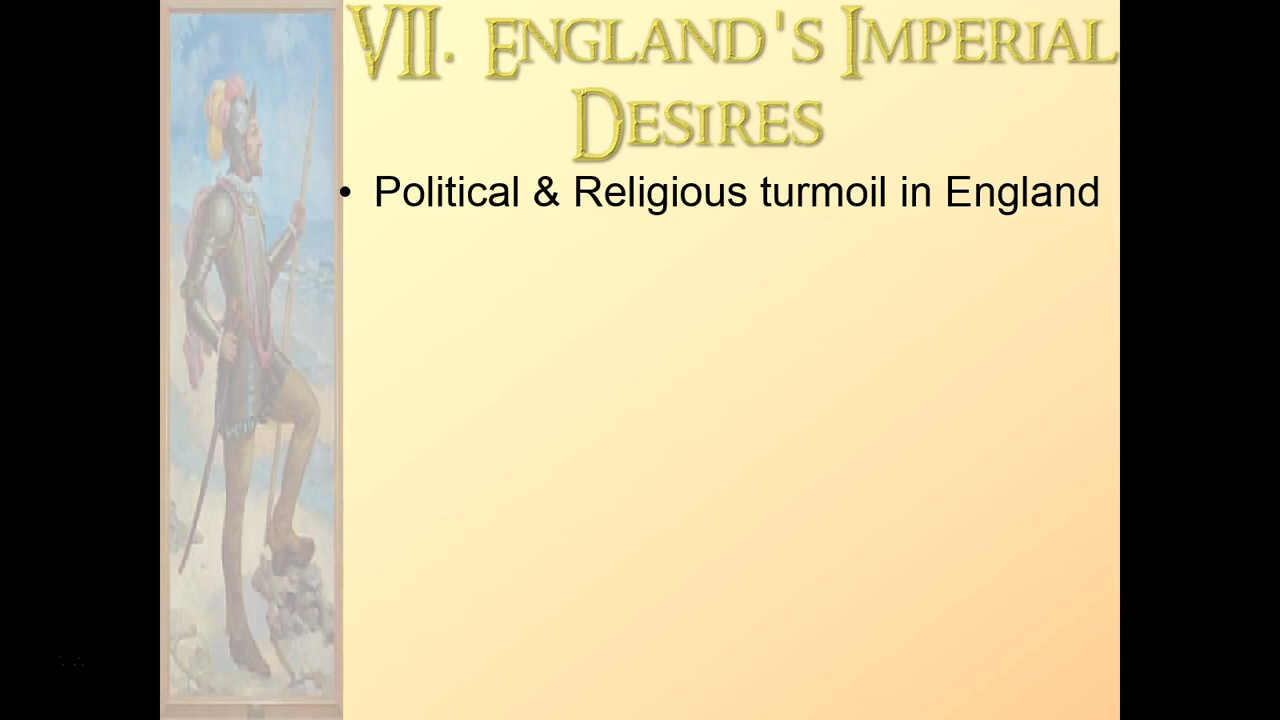 VII. England's Imperial
Desires
• Political & Religious turmoil in England